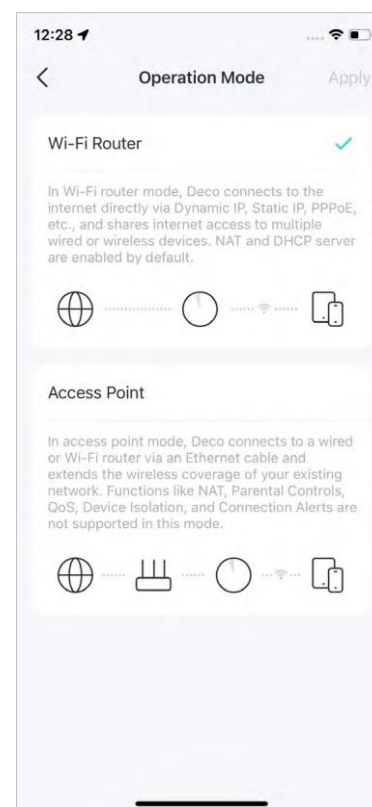 12:28
Operation Mode
Apply
Wi-Fi Router
In Wi-Fi router mode, Deco connects to the
internet directly via Dynamic IP, Static IP, PPPoE,
etc., and shares internet access to multiple
wired or wireless devices. NAT and DHCP server
are enabled by default.
Access Point
In access point mode, Deco connects to a wired
or Wi-Fi router via an Ethernet cable and
extends the wireless coverage of your existing
network. Functions like NAT, Parental Controls,
QoS, Device Isolation, and Connection Alerts are
not supported in this mode.